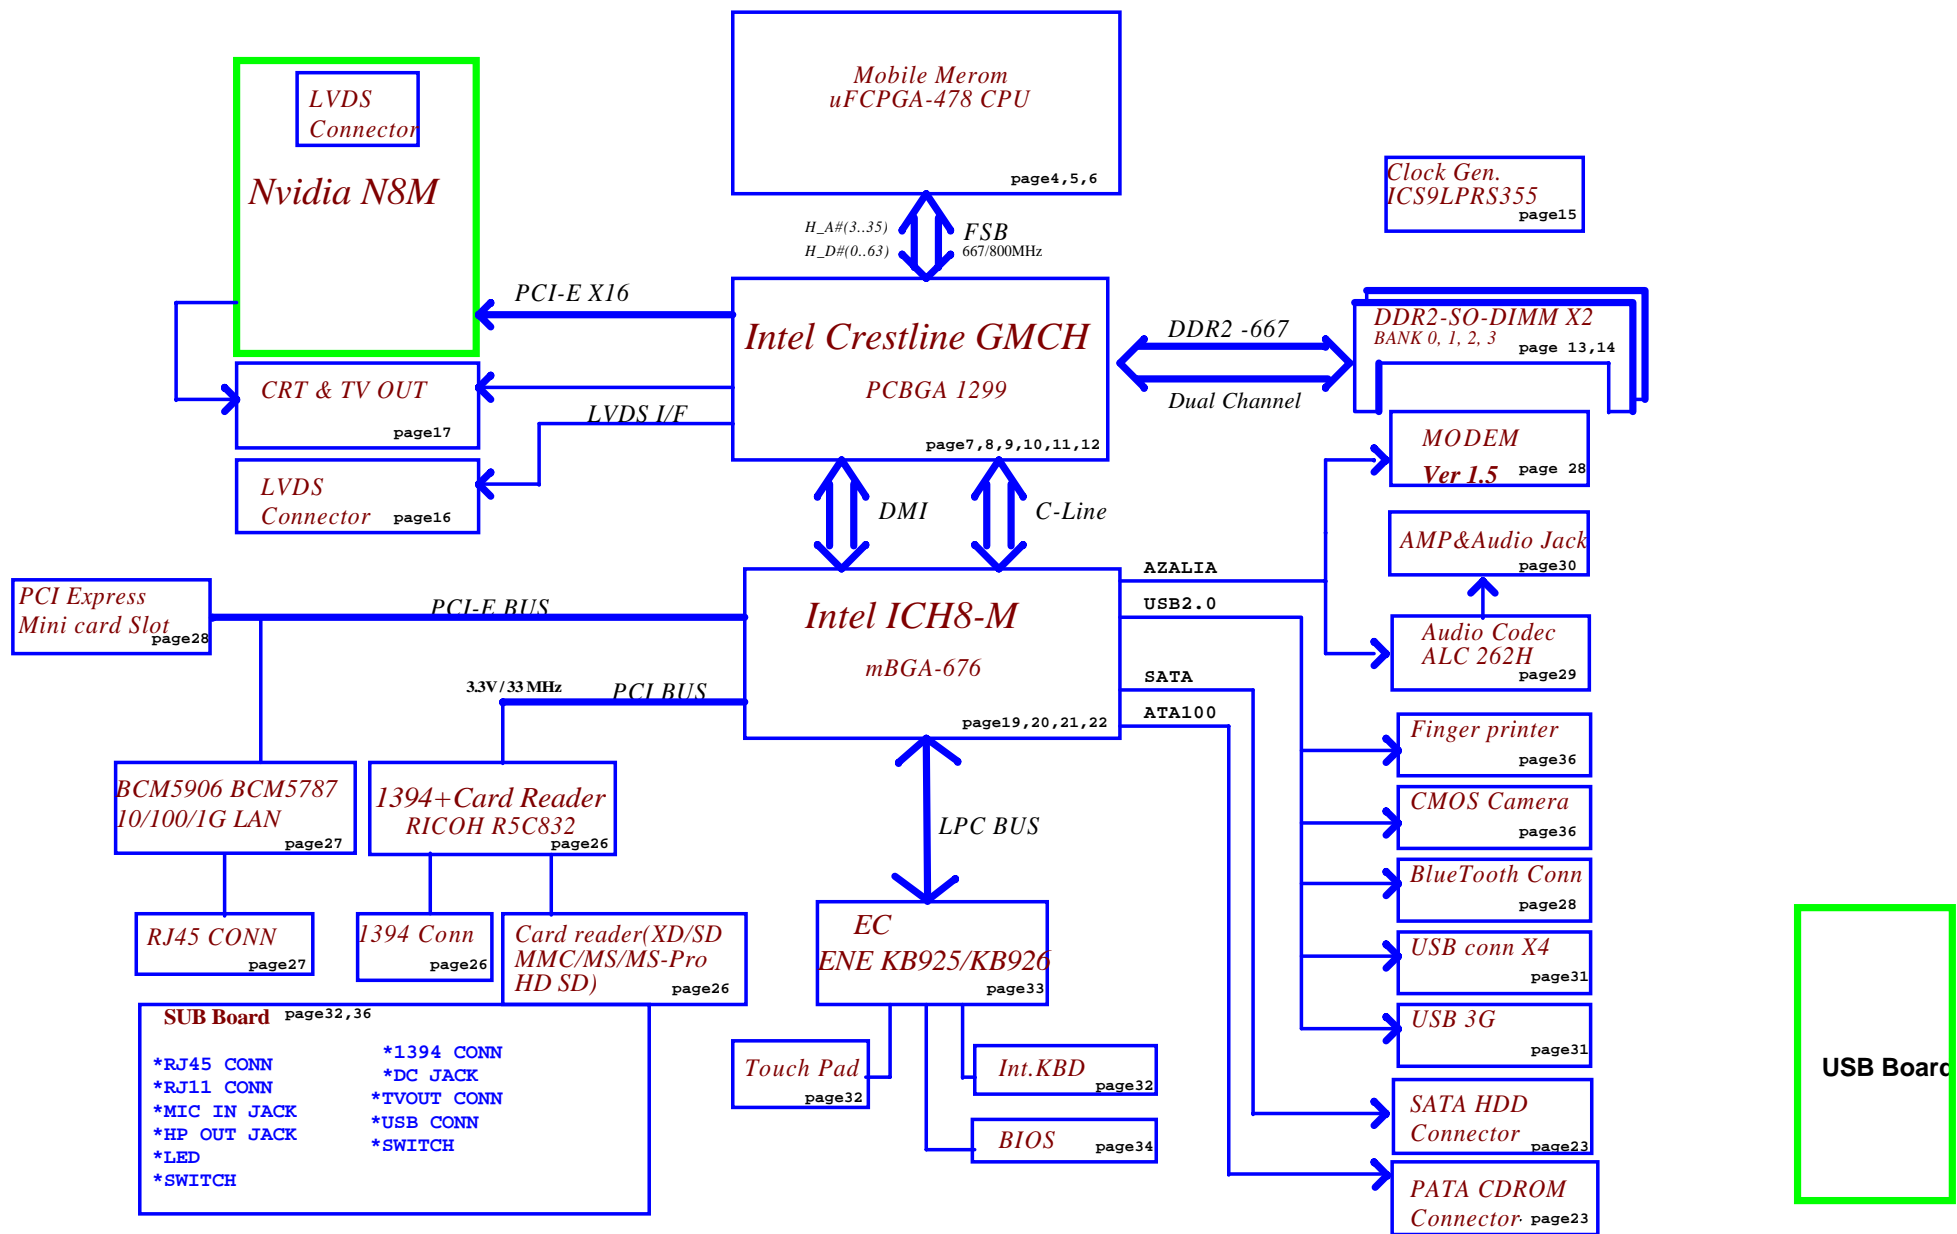 Mobile Merom
uFCPGA-478 CPU
page4,5,6
LVDS
Connector
Nvidia N8M
Clock Gen.
ICS9LPRS355
page15
H_A#(3..35)
H_D#(0..63)
FSB
667/800MHz
PCI-E X16
Intel Crestline GMCH
PCBGA 1299
page7,8,9,10,11,12
DDR2 -667
Dual Channel
DDR2-SO-DIMM X2
BANK 0, 1, 2, 3
page 13,14
CRT & TV OUT
page17
LVDS I/F
LVDS
Connector
page16
MODEM
Ver 1.5
page 28
DMI
C-Line
AMP&Audio Jack
page30
PCI Express
Mini card Slot
page28
PCI-E BUS
Intel ICH8-M
mBGA-676
page19,20,21,22
AZALIA
USB2.0
SATA
ATA100
Audio Codec
ALC 262H
page29
3.3V / 33 MHz
PCI BUS
Finger printer
page36
BCM5906 BCM5787
10/100/1G LAN
page27
1394+Card Reader
RICOH R5C832
page26
LPC BUS
CMOS Camera
page36
BlueTooth Conn
page28
RJ45 CONN
page27
1394 Conn
page26
Card reader(XD/SD
MMC/MS/MS-Pro
HD SD)
page26
EC
ENE KB925/KB926
page33
USB conn X4
page31
USB 3G
page31
SUB Board
page32,36
*RJ45 CONN
*RJ11 CONN
*MIC IN JACK
*HP OUT JACK
*LED
*SWITCH
*1394 CONN
*DC JACK
*TVOUT CONN
*USB CONN
*SWITCH
Touch Pad
page32
Int.KBD
page32
BIOS
page34
SATA HDD
Connector
page23
PATA CDROM
Connector
page23
USB Board